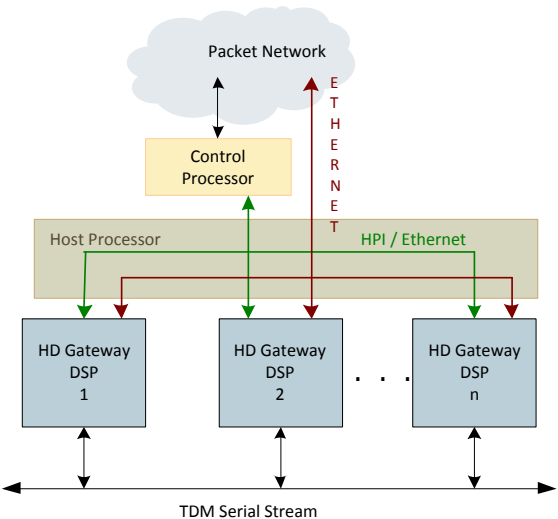 Packet Network
E
T
H
E
R
N
E
T
Control
Processor
Host Processor
HPI / Ethernet
HD Gateway
DSP
1
HD Gateway
DSP
2
. . .
HD Gateway
DSP
n
TDM Serial Stream